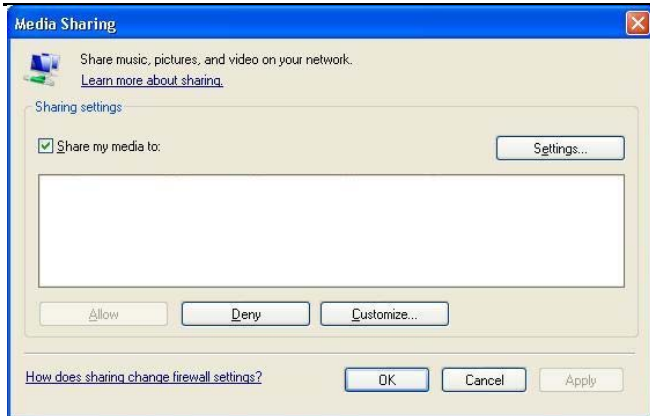 Media Sharing
Share music, pictures, and video on your network.
Learn more about sharing.
Sharing settings
Share my media to:
Settings...
Allow
Deny
Customize...
How does sharing change firewall settings?
OK
Cancel
Apply